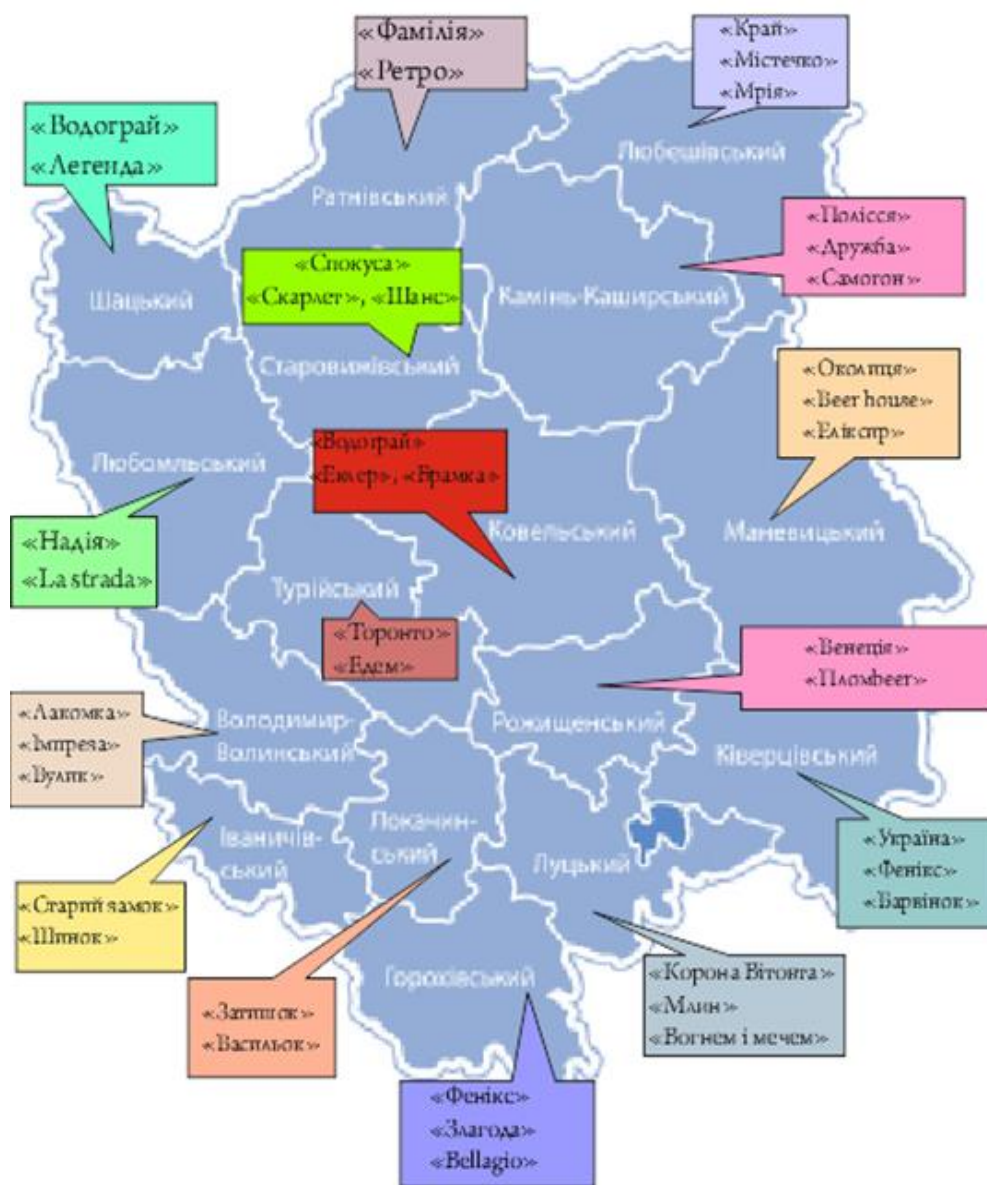 «Фамілія»
«Ретро»
«Край»
«Містечко»
«Мрія»
«Водограй»
«Легенда»
Любешівський
Ратнівський
«Полісся»
«Дружба»
«Самогон»
Шацький
«Спокуса»
«Скарлет», «Шанс»
Камінь-Каширський
Старовижівський
«Околиця»
«Beer house»
«Еліксир»
Любомльський
«Водограй»
«Еклер», «Брамка»
Ковельський
Маневицький
«Надія»
«La strada»
Турійський
«Торонто»
«Едем»
«Венеція»
«Пломбеег»
«Лакомка»
«Імпреза»
«Вулик»
Володимир-
Волинський
Рожищенський
Ківерцівський
Іваничів-
ський
Локачин-
ський
Луцький
«Україна»
«Фенікс»
«Барвінок»
«Старий замок»
«Шинок»
Горохівський
«Затишок»
«Васильок»
«Корона Вітовта»
«Млин»
«Вогнем і мечем»
«Фенікс»
«Злагода»
«Bellagio»